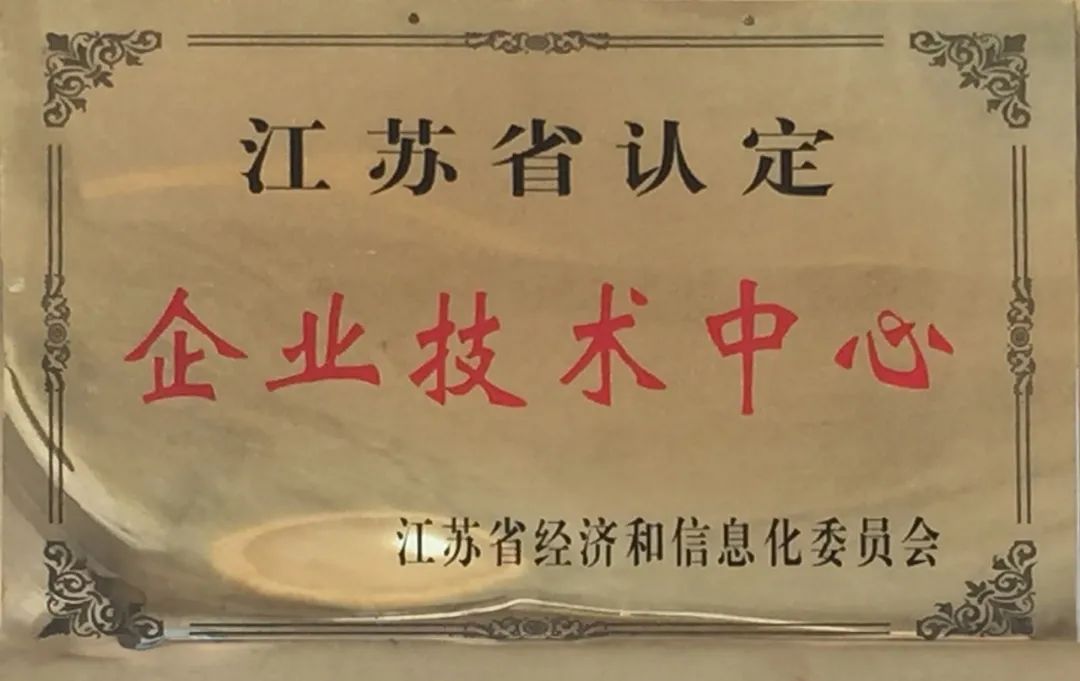 江苏省认定
企业技术中心
江苏省经济和信息化委员会